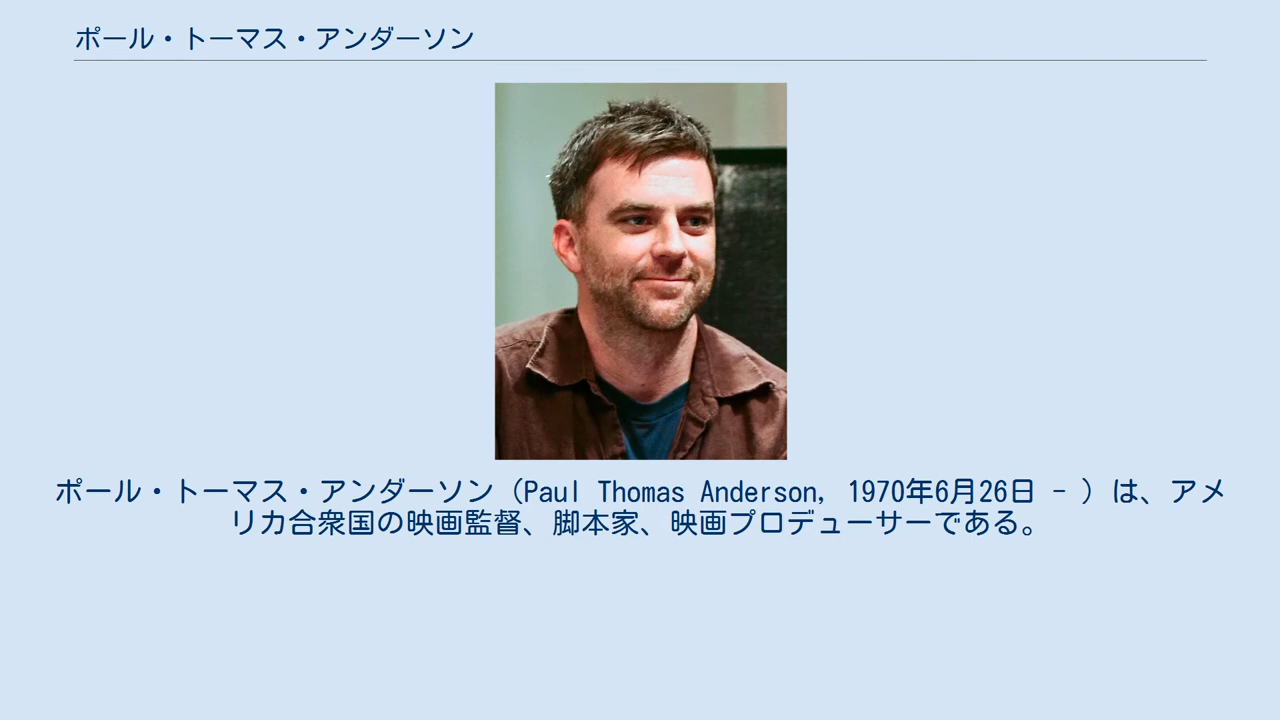 ポール・トーマス・アンダーソン
ポール・トーマス・アンダーソン（Paul Thomas Anderson, 1970年6月26日 - ）は、アメ
リカ合衆国の映画監督、脚本家、映画プロデューサーである。